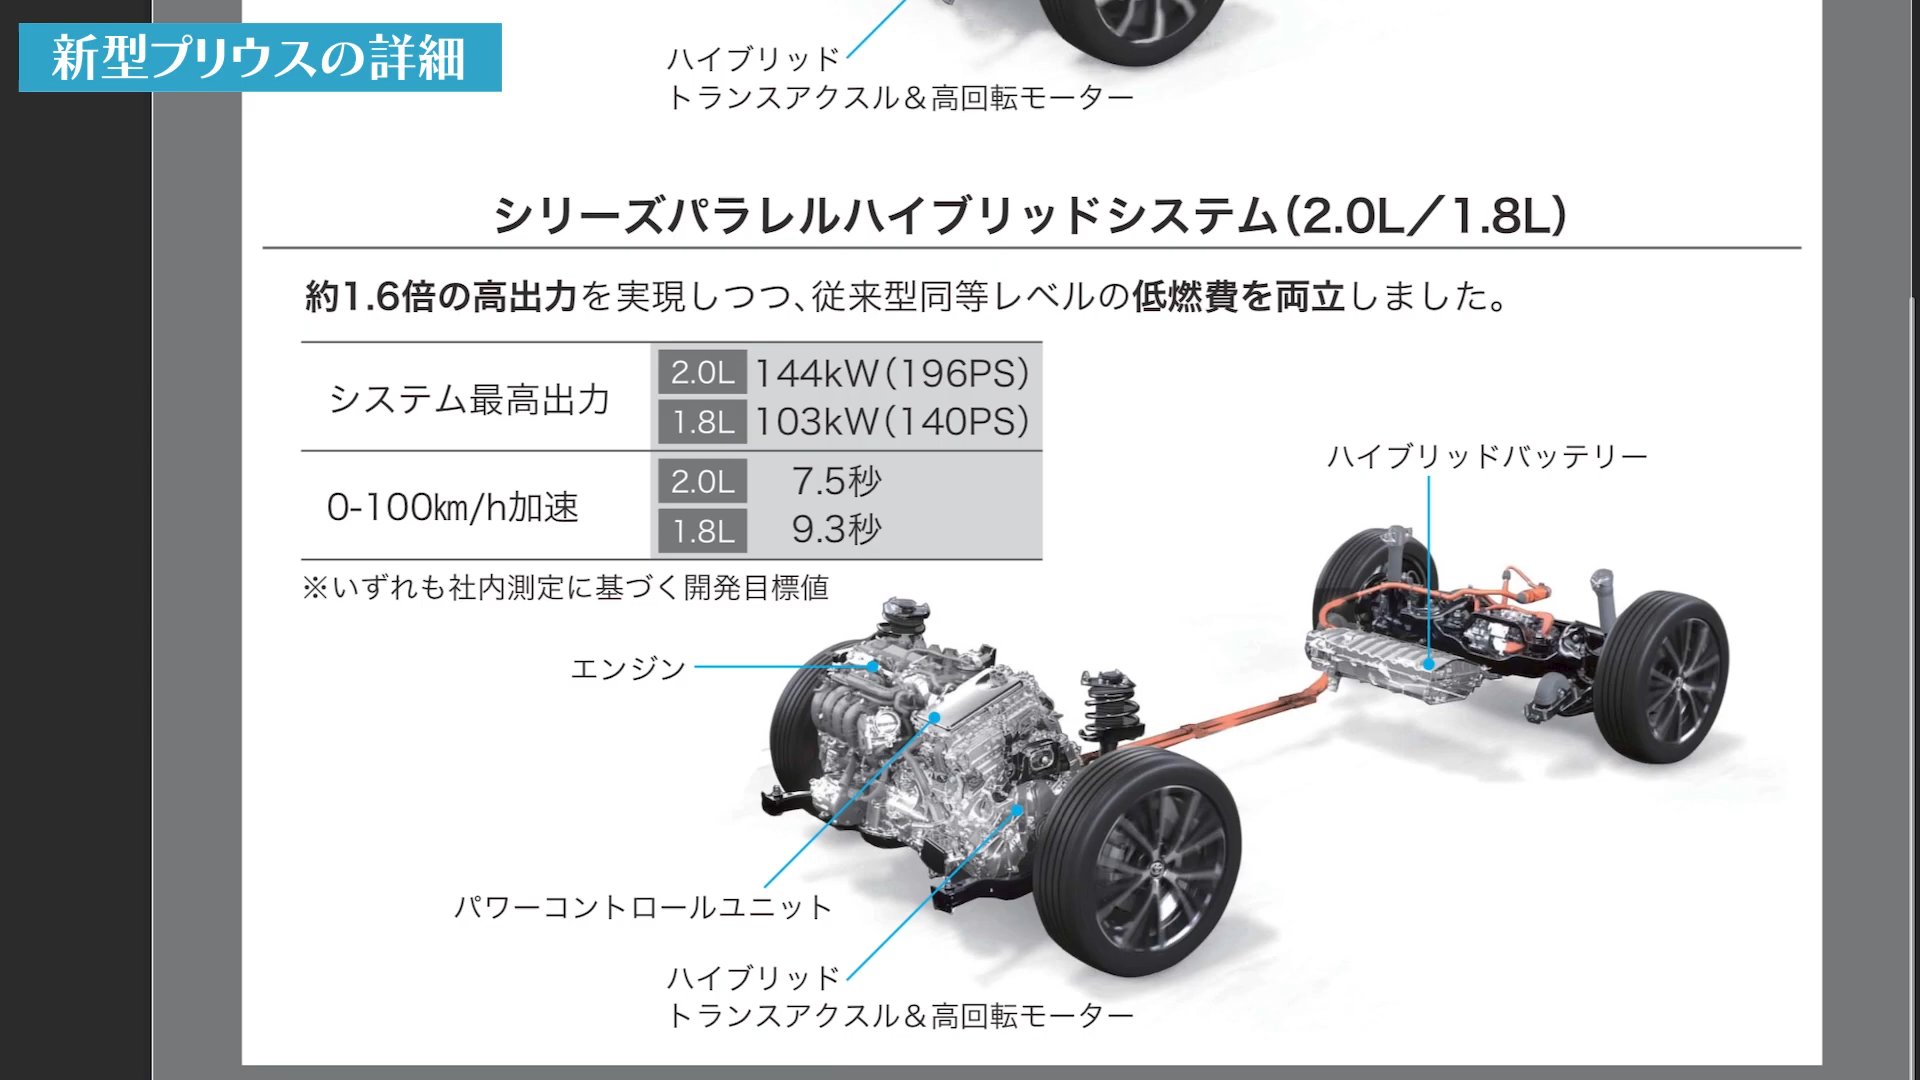 新型プリウスの詳細
ハイブリッド
トランスアクスル＆高回転モーター
シリーズパラレルハイブリッドシステム（2.0L／1.8L）
約1.6倍の高出力を実現しつつ、従来型同等レベルの低燃費を両立しました。
システム最高出力
2.0L 144kW（196PS）
1.8L 103kW（140PS）
0-100㎞/h加速
2.0L 7.5秒
1.8L 9.3秒
※いずれも社内測定に基づく開発目標値
ハイブリッドバッテリー
エンジン
パワーコントロールユニット
ハイブリッド
トランスアクスル＆高回転モーター